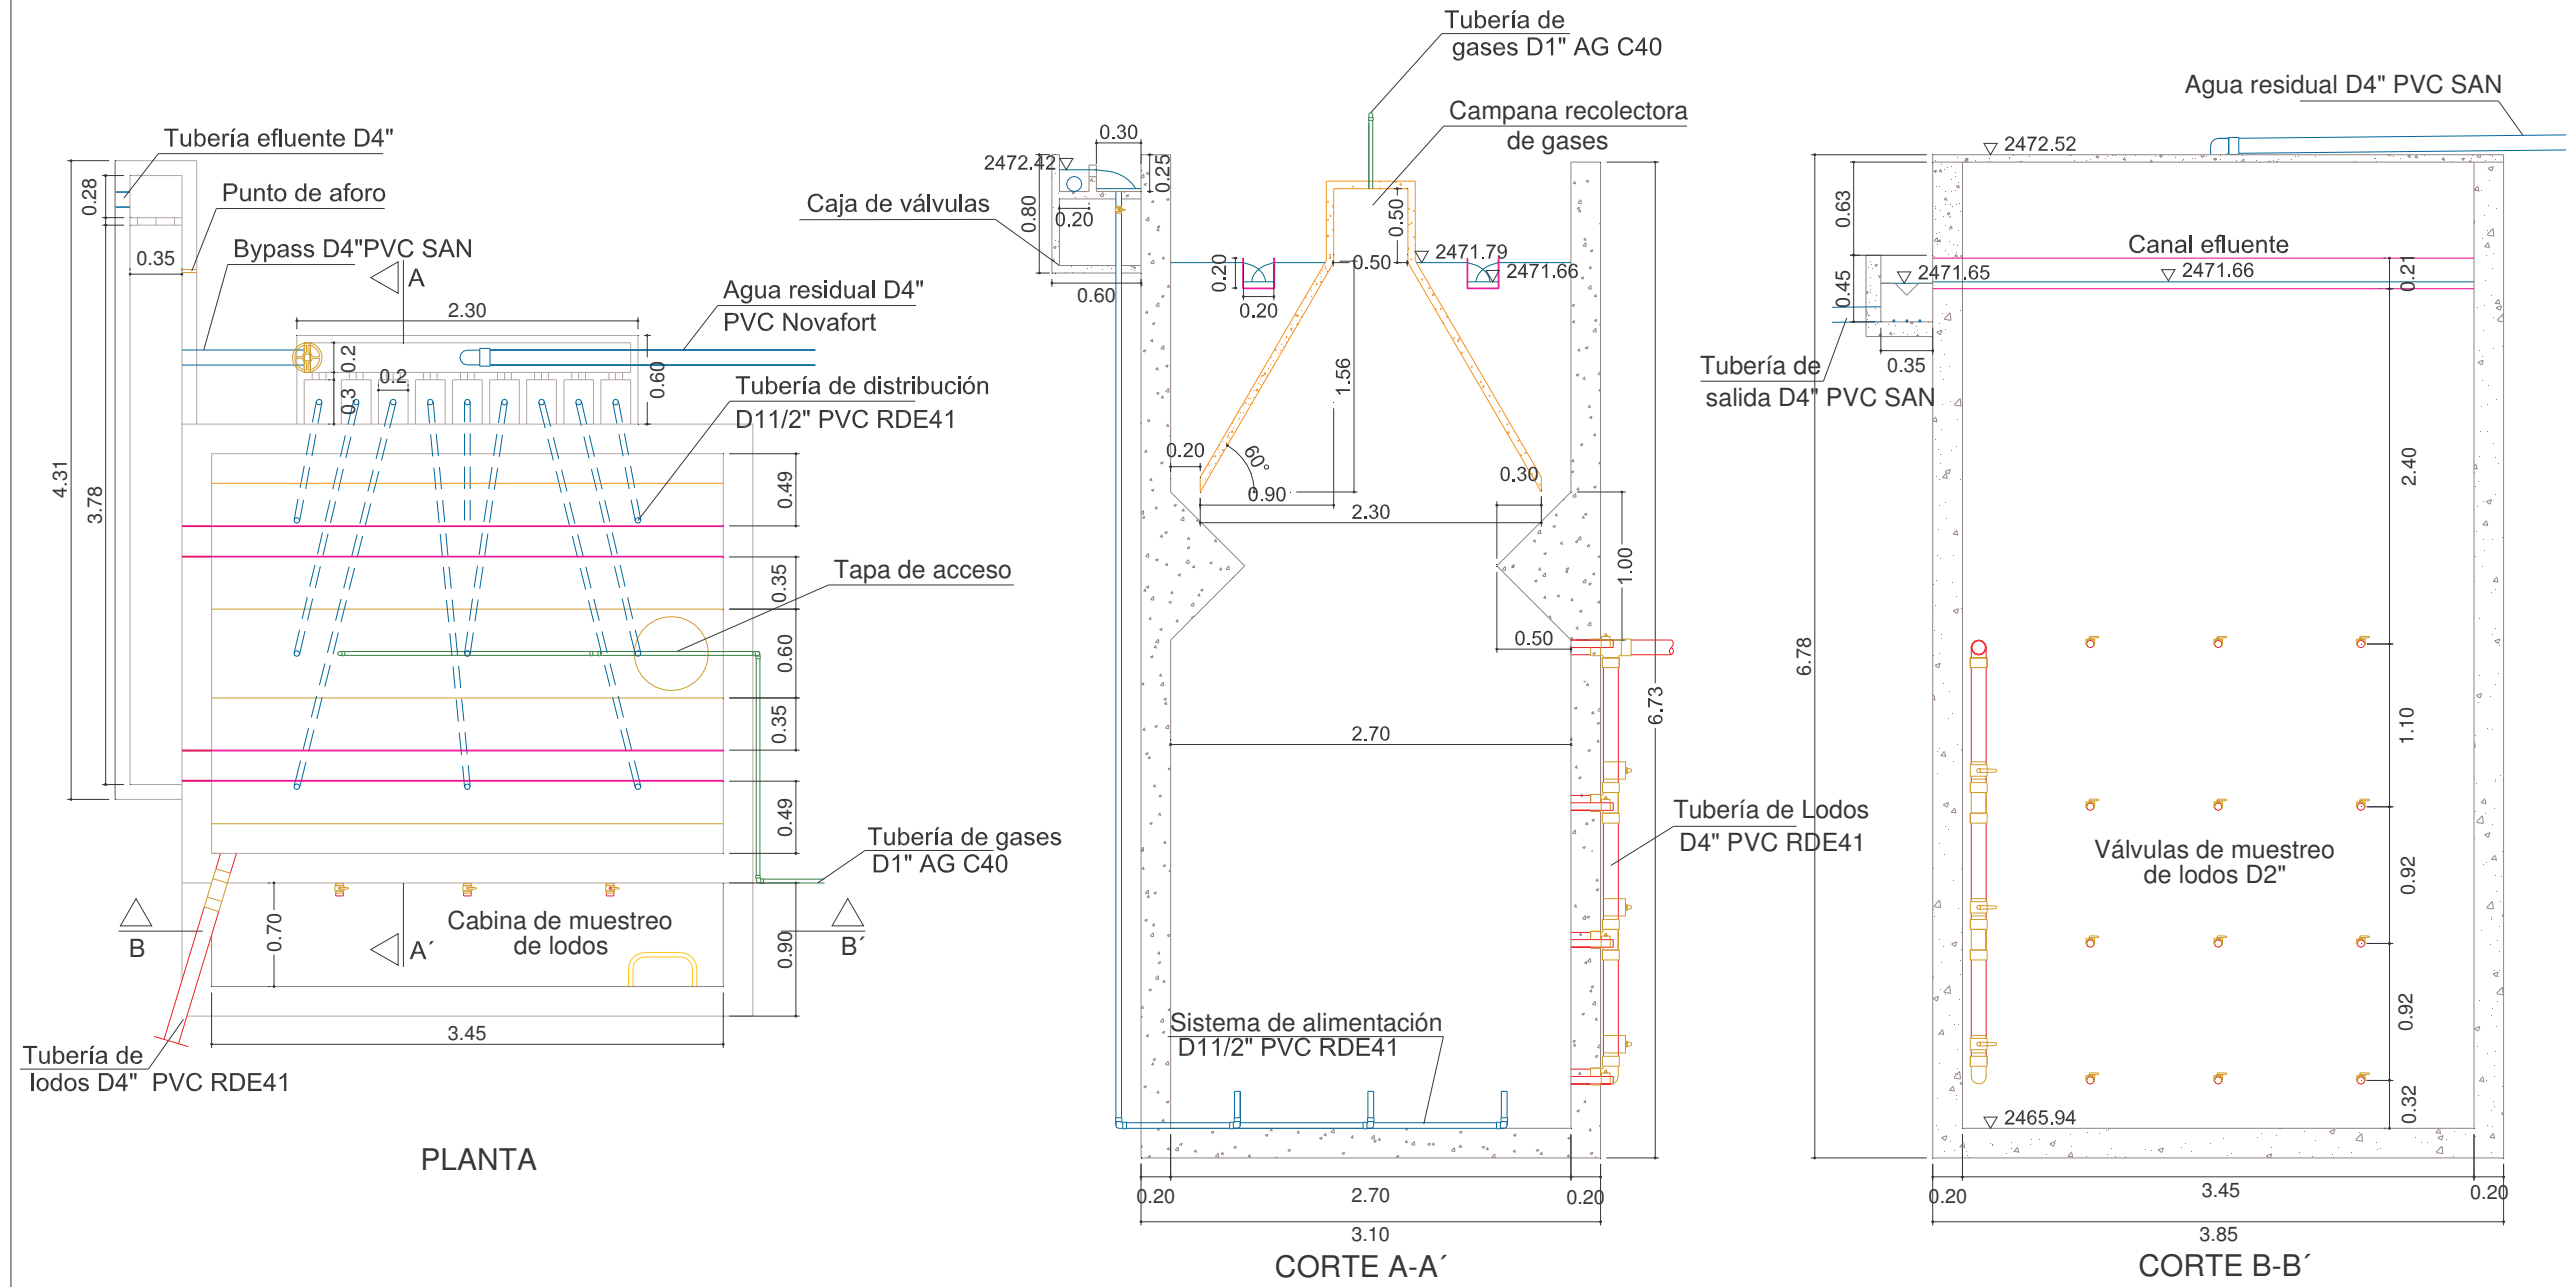 Tubería efluente D4"
Punto de aforo
Bypass D4"PVC SAN
A
Agua residual D4"
PVC Novafort
Tubería de distribución
D11/2" PVC RDE41
Tapa de acceso
Tubería de gases
D1" AG C40
Cabina de muestreo
de lodos
A´
B
B´
Tubería de
lodos D4" PVC RDE41
0.28
0.35
4.31
3.78
2.30
0.2
0.2
0.3
0.60
0.49
0.35
0.60
0.35
0.49
0.70
0.90
3.45
PLANTA
Tubería de
gases D1" AG C40
Campana recolectora
de gases
Caja de válvulas
2472.42
0.30
0.25
0.80
0.20
0.60
0.20
0.20
0.50
0.50
2471.79
2471.66
1.56
0.20
60°
0.90
0.30
2.30
1.00
0.50
6.73
2.70
Tubería de Lodos
D4" PVC RDE41
Sistema de alimentación
D11/2" PVC RDE41
0.20
2.70
0.20
3.10
CORTE A-A´
Agua residual D4" PVC SAN
2472.52
0.63
Canal efluente
2471.65
2471.66
0.21
0.45
0.35
Tubería de
salida D4" PVC SAN
2.40
6.78
1.10
Válvulas de muestreo
de lodos D2"
0.92
0.92
0.32
2465.94
0.20
3.45
0.20
3.85
CORTE B-B´